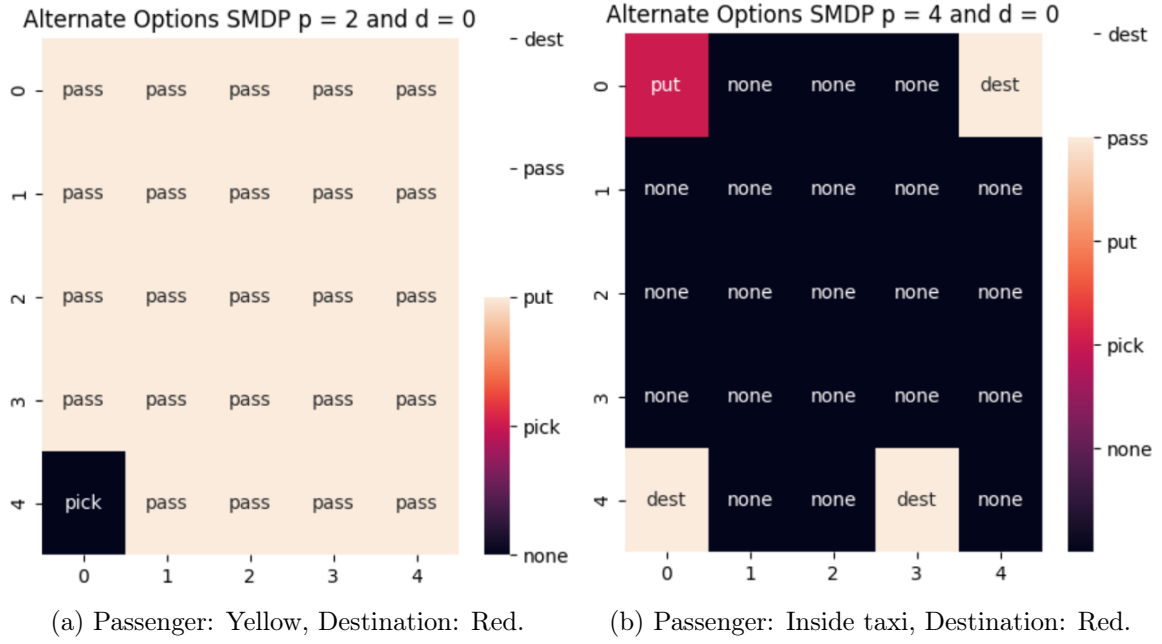 Alternate Options SMDP p = 2 and d = 0
0 pass pass pass pass pass
1 pass pass pass pass pass
2 pass pass pass pass pass
3 pass pass pass pass pass
4 pick pass pass pass pass
0 1 2 3 4
dest
pass
put
pick
none
(a) Passenger: Yellow, Destination: Red.
Alternate Options SMDP p = 4 and d = 0
0 put none none none dest
1 none none none none none
2 none none none none none
3 none none none none none
4 dest none none dest none
0 1 2 3 4
dest
pass
put
pick
none
(b) Passenger: Inside taxi, Destination: Red.